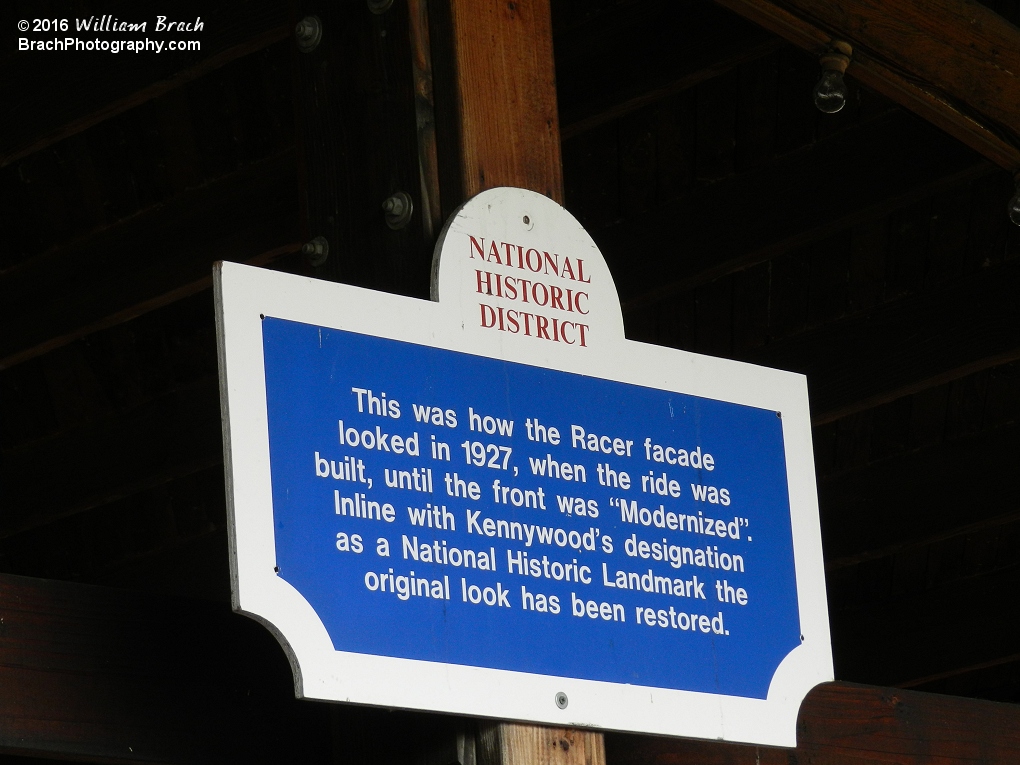 ©2016 William Brach
BrachPhotography.com
NATIONAL
HISTORIC
DISTRICT
This was how the Racer facade
looked in 1927, when the ride was
built, until the front was “Modernized”.
Inline with Kennywood's designation
as a National Historic Landmark the
original look has been restored.